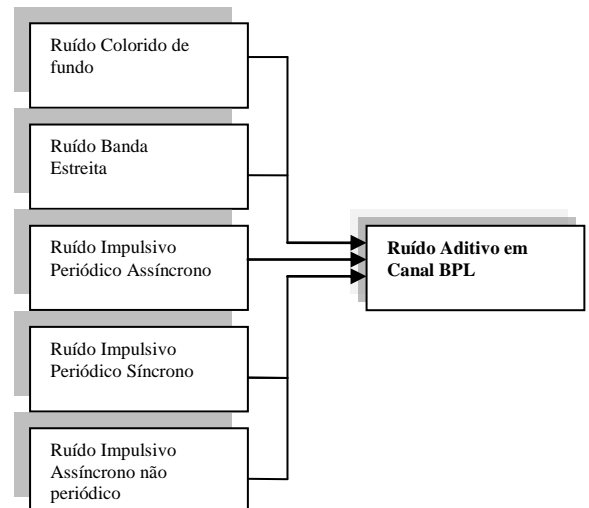 Ruído Colorido de
fundo
Ruído Banda
Estreita
Ruído Impulsivo
Periódico Assíncrono
Ruído Impulsivo
Periódico Síncrono
Ruído Impulsivo
Assíncrono não
periódico
Ruído Aditivo em
Canal BPL